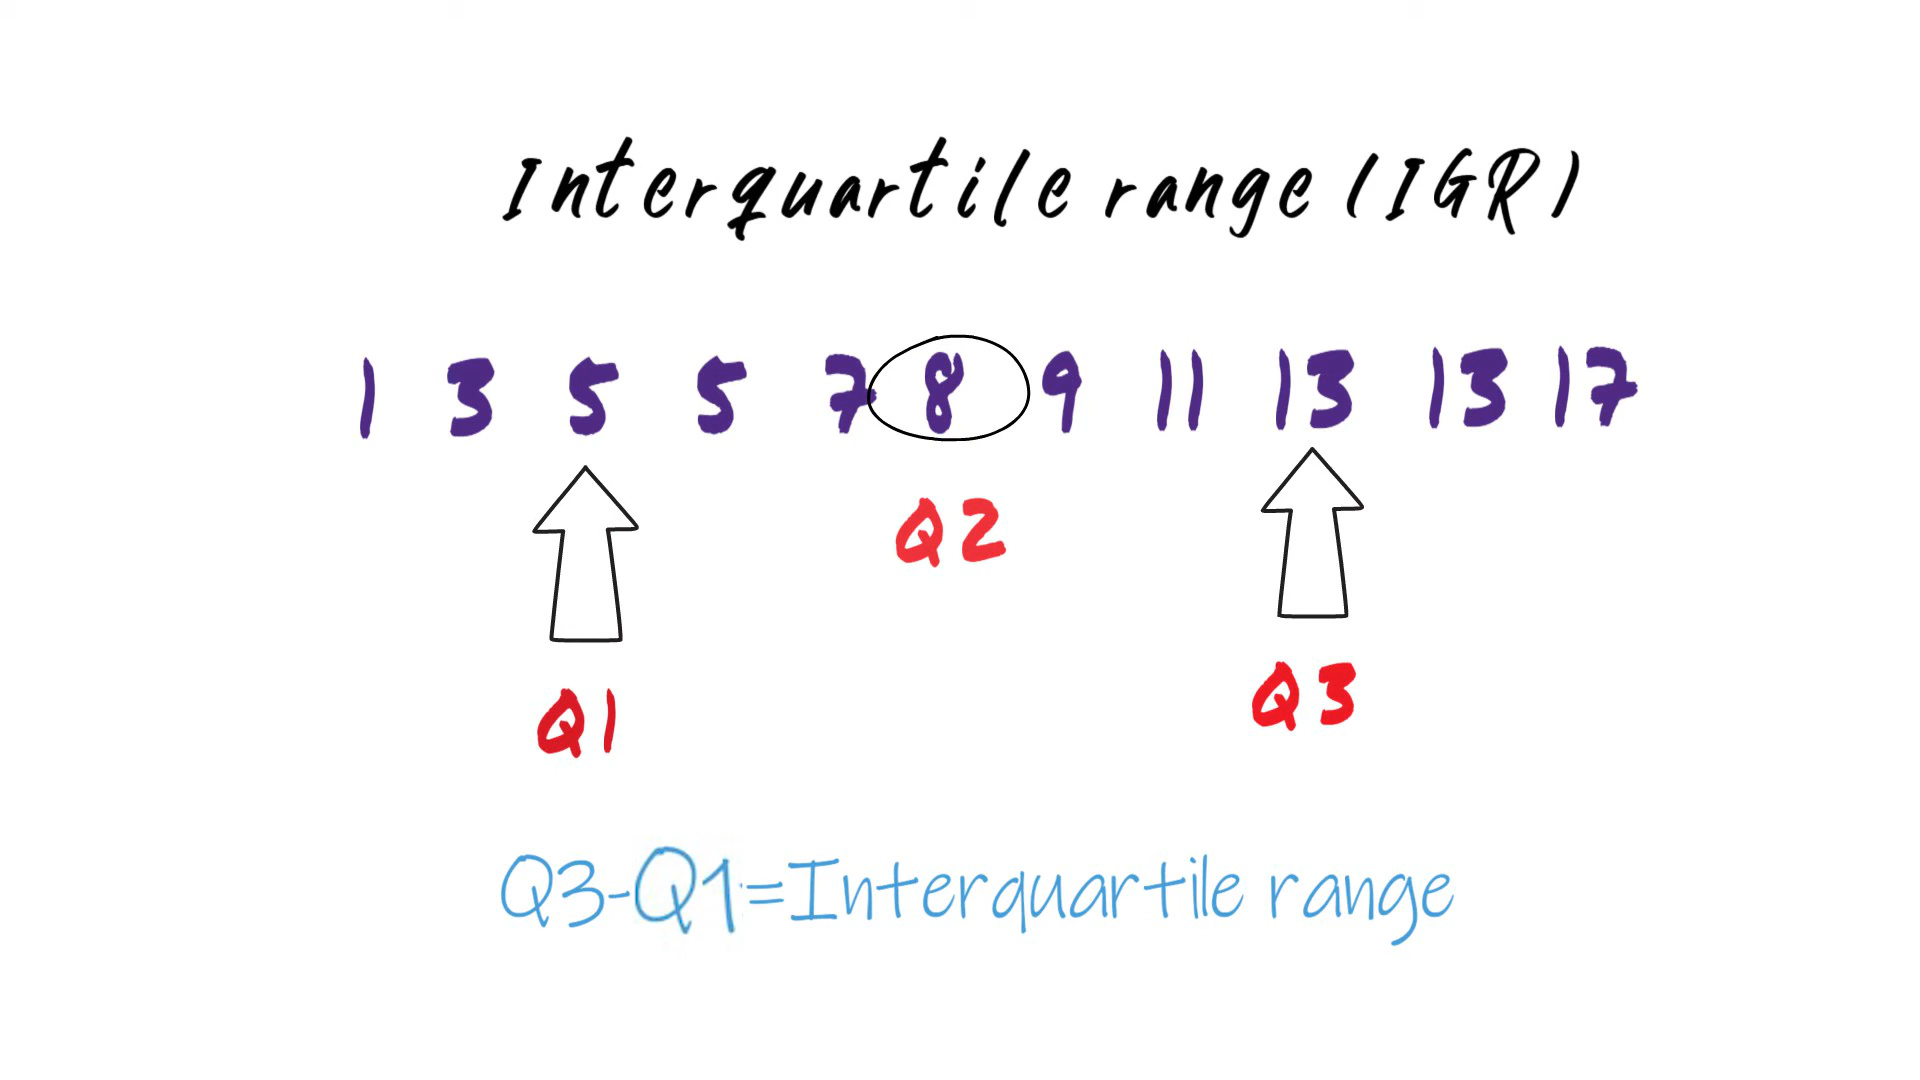 Interquartile range (IGR)
1 3 5 5 7 8 9 11 13 13 17
Q2
Q1
Q3
Q3-Q1=Interquartile range